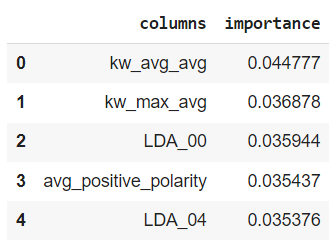 columns importance
0 kw_avg_avg 0.044777
1 kw_max_avg 0.036878
2 LDA_00 0.035944
3 avg_positive_polarity 0.035437
4 LDA_04 0.035376